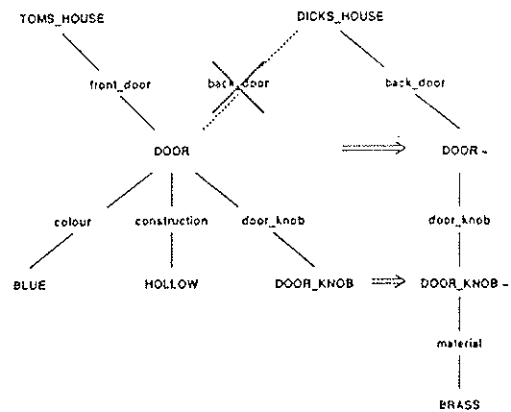 TOMS_HOUSE DICKS_HOUSE
front_door back_door back_door
DOOR DOOR~
colour construction door_knob door_knob
BLUE HOLLOW DOOR_KNOB DOOR_KNOB~
material
BRASS